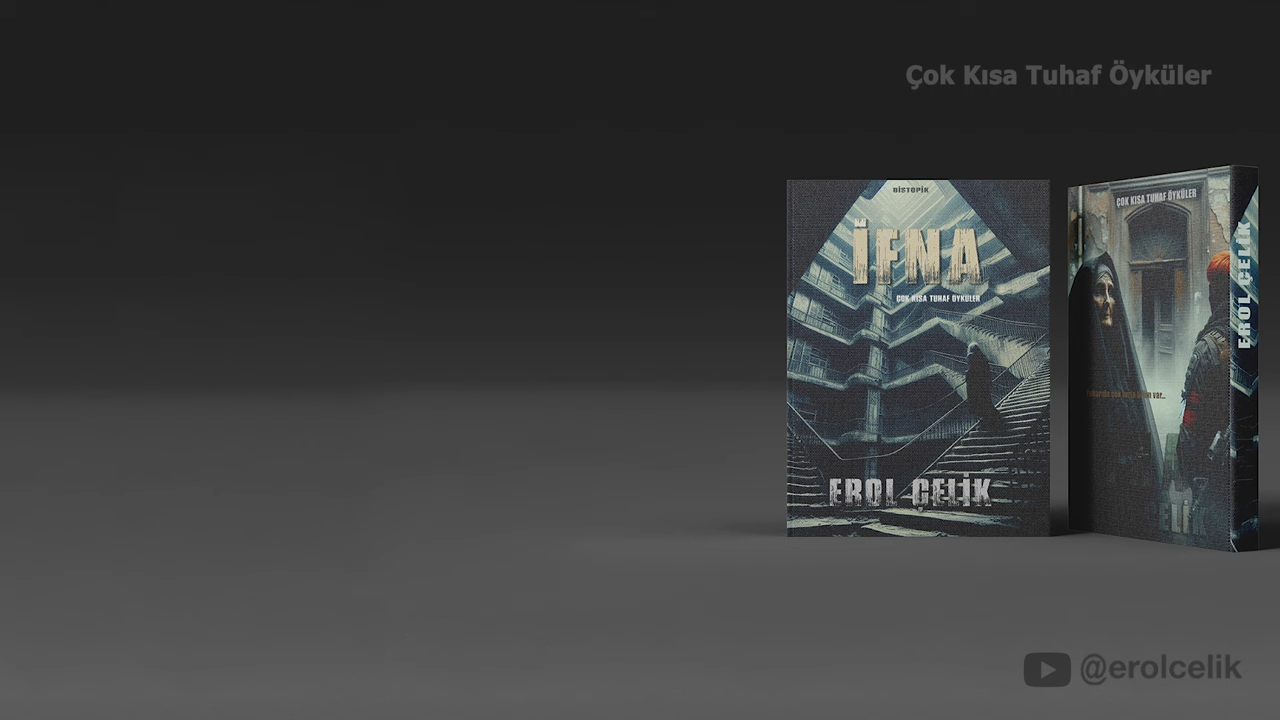 Çok Kısa Tuhaf Öyküler
DİSTOPİK
İFNA
ÇOK KISA TUHAF ÖYKÜLER
EROL ÇELİK
ÇOK KISA TUHAF ÖYKÜLER
EROL ÇELİK
@erolcelik